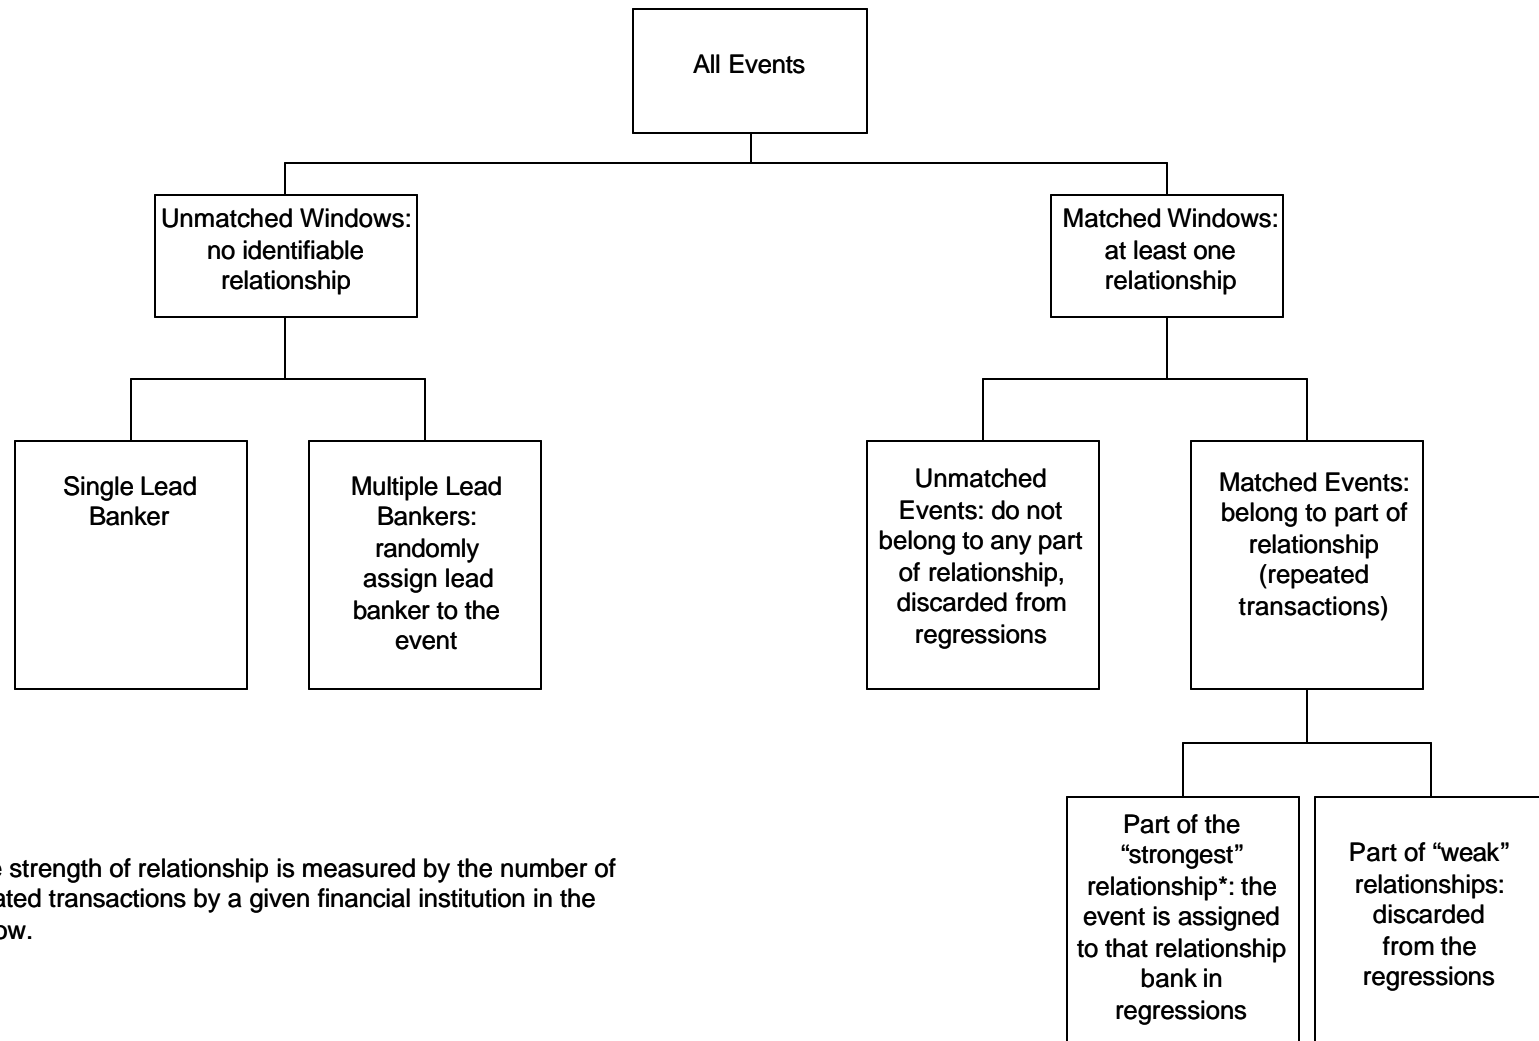 All Events
Unmatched Windows:
no identifiable
relationship
Matched Windows:
at least one
relationship
Single Lead
Banker
Multiple Lead
Bankers:
randomly
assign lead
banker to the
event
Unmatched
Events: do not
belong to any part
of relationship,
discarded from
regressions
Matched Events:
belong to part of
relationship
(repeated
transactions)
Part of the
“strongest”
relationship*: the
event is assigned
to that relationship
bank in
regressions
Part of “weak”
relationships:
discarded
from the
regressions
strength of relationship is measured by the number of
transactions by a given financial institution in the